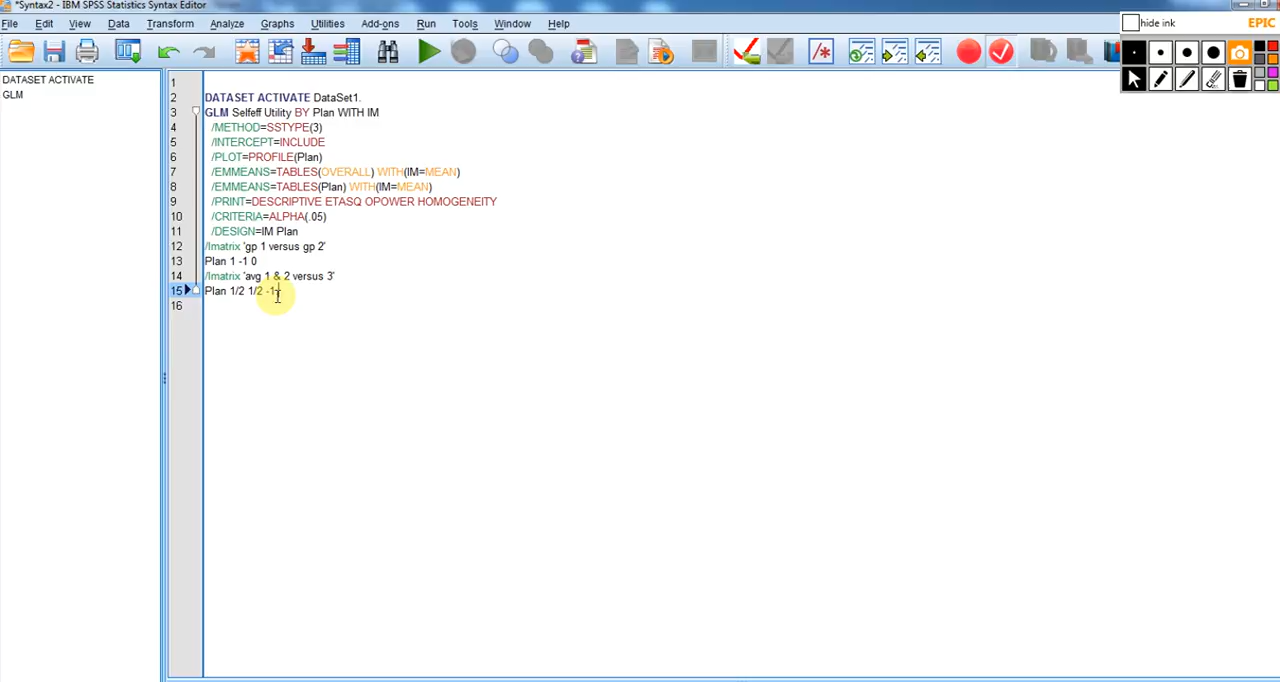 *Syntax2 - IBM SPSS Statistics Syntax Editor
File Edit View Data Transform Analyze Graphs Utilities Add-ons Run Tools Window Help
hide ink EPIC
DATASET ACTIVATE
GLM
1
2 DATASET ACTIVATE DataSet1.
3 GLM Selfeff Utility BY Plan WITH IM
4 /METHOD=SSTYPE(3)
5 /INTERCEPT=INCLUDE
6 /PLOT=PROFILE(Plan)
7 /EMMEANS=TABLES(OVERALL) WITH(IM=MEAN)
8 /EMMEANS=TABLES(Plan) WITH(IM=MEAN)
9 /PRINT=DESCRIPTIVE ETASQ OPOWER HOMOGENEITY
10 /CRITERIA=ALPHA(.05)
11 /DESIGN=IM Plan
12 /lmatrix 'gp 1 versus gp 2'
13 Plan 1 -1 0
14 /lmatrix 'avg 1 & 2 versus 3'
15 Plan 1/2 1/2 -1
16